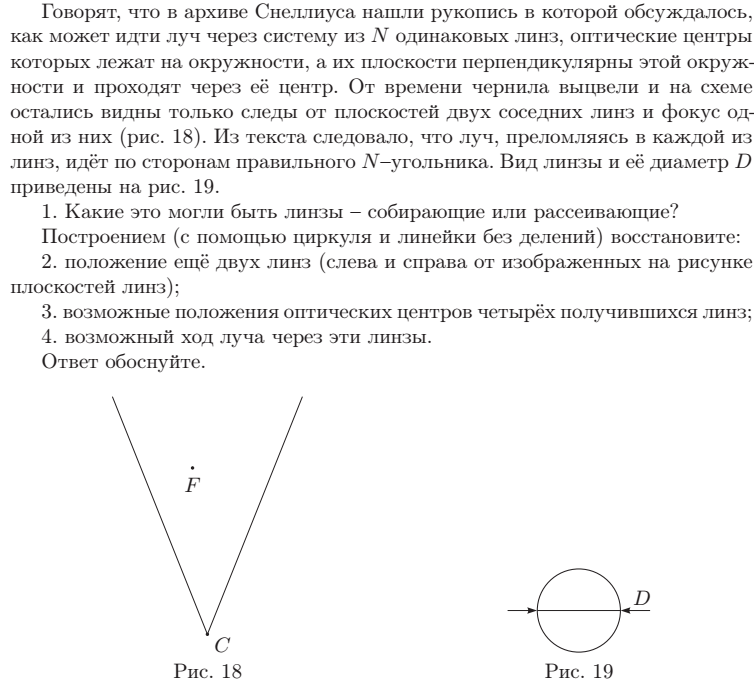 Говорят, что в архиве Снеллиуса нашли рукопись в которой обсуждалось,
как может идти луч через систему из N одинаковых линз, оптические центры
которых лежат на окружности, а их плоскости перпендикулярны этой окруж-
ности и проходят через её центр. От времени чернила выцвели и на схеме
остались видны только следы от плоскостей двух соседних линз и фокус од-
ной из них (рис. 18). Из текста следовало, что луч, преломляясь в каждой из
линз, идёт по сторонам правильного N–угольника. Вид линзы и её диаметр D
приведены на рис. 19.
1. Какие это могли быть линзы – собирающие или рассеивающие?
Построением (с помощью циркуля и линейки без делений) восстановите:
2. положение ещё двух линз (слева и справа от изображенных на рисунке
плоскостей линз);
3. возможные положения оптических центров четырёх получившихся линз;
4. возможный ход луча через эти линзы.
Ответ обоснуйте.
F
C
D
Рис. 18
Рис. 19